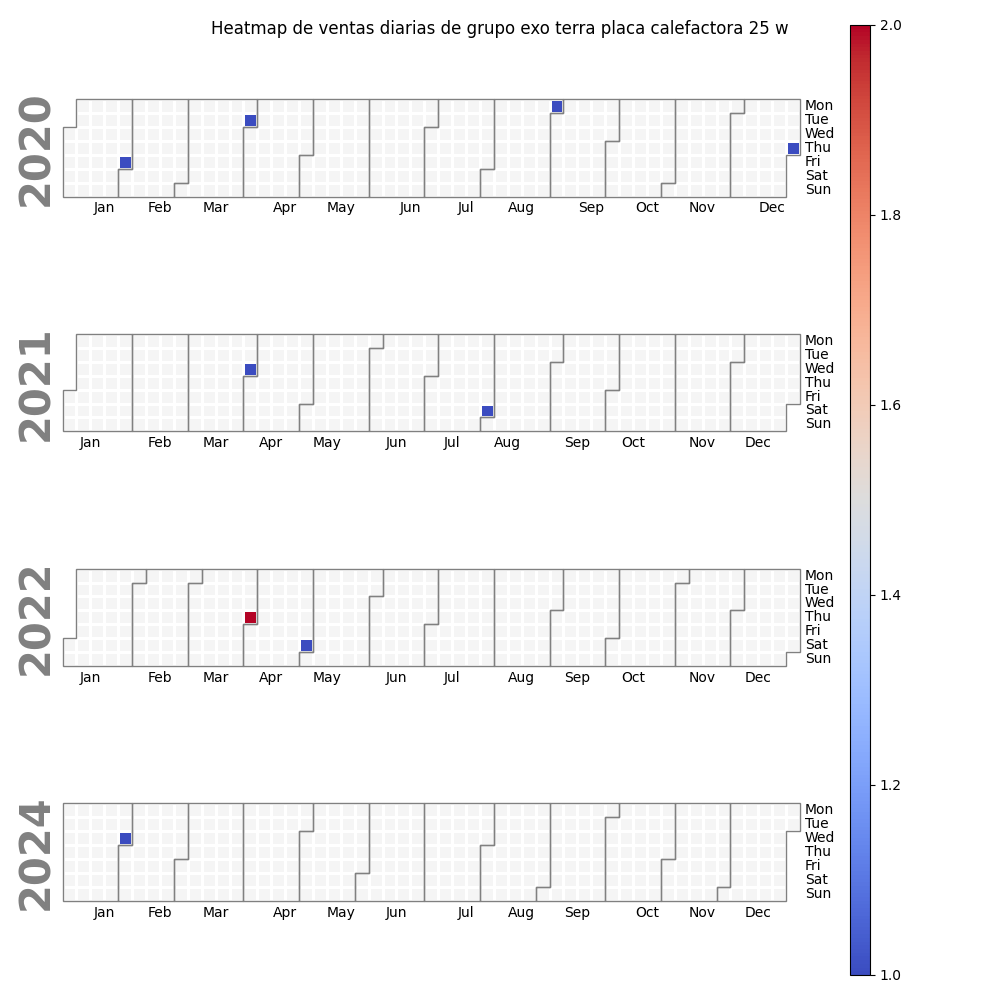 Heatmap de ventas diarias de grupo exo terra placa calefactora 25 w
2020
Mon
Tue
Wed
Thu
Fri
Sat
Sun
Jan Feb Mar Apr May Jun Jul Aug Sep Oct Nov Dec
2021
Mon
Tue
Wed
Thu
Fri
Sat
Sun
Jan Feb Mar Apr May Jun Jul Aug Sep Oct Nov Dec
2022
Mon
Tue
Wed
Thu
Fri
Sat
Sun
Jan Feb Mar Apr May Jun Jul Aug Sep Oct Nov Dec
2024
Mon
Tue
Wed
Thu
Fri
Sat
Sun
Jan Feb Mar Apr May Jun Jul Aug Sep Oct Nov Dec
2.0
1.8
1.6
1.4
1.2
1.0